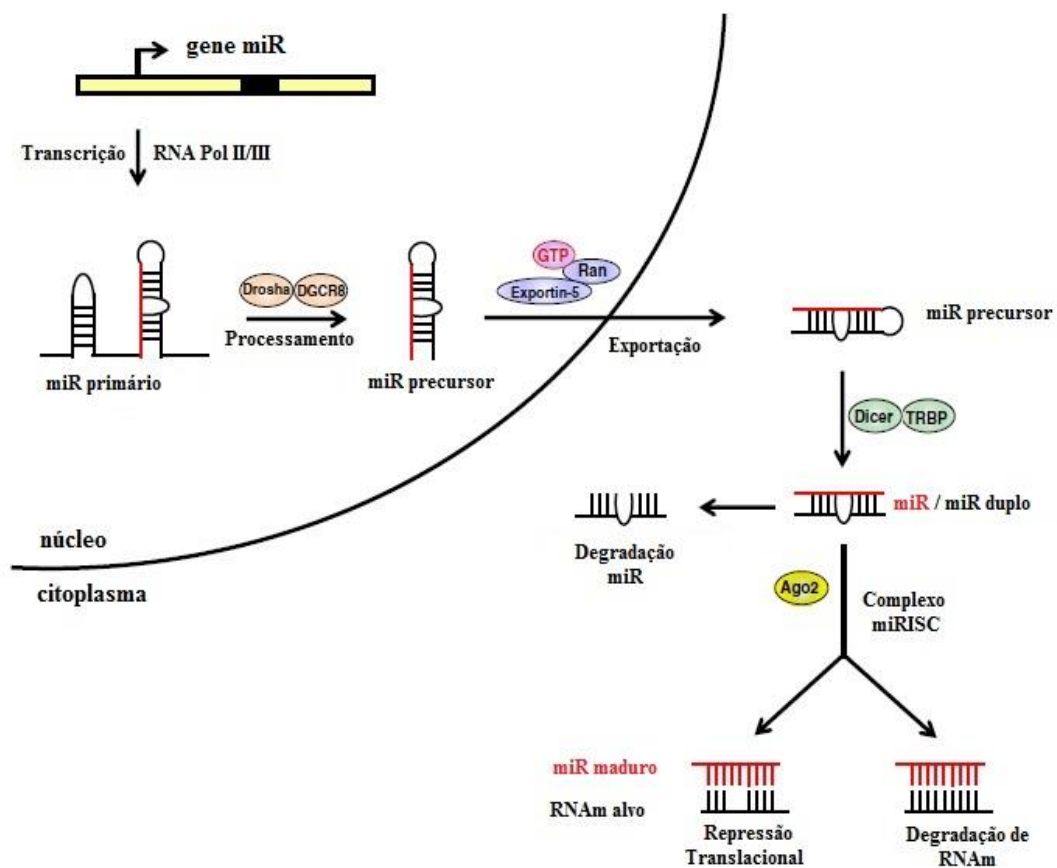 gene miR
Transcrição
RNA Pol II/III
Drosha
DGCR8
Processamento
miR primário
miR precursor
GTP
Ran
Exportin-5
Exportação
miR precursor
Dicer
TRBP
miR / miR duplo
Degradação
miR
núcleo
citoplasma
Ago2
Complexo
miRISC
miR maduro
RNAm alvo
Repressão
Translacional
Degradação de
RNAm